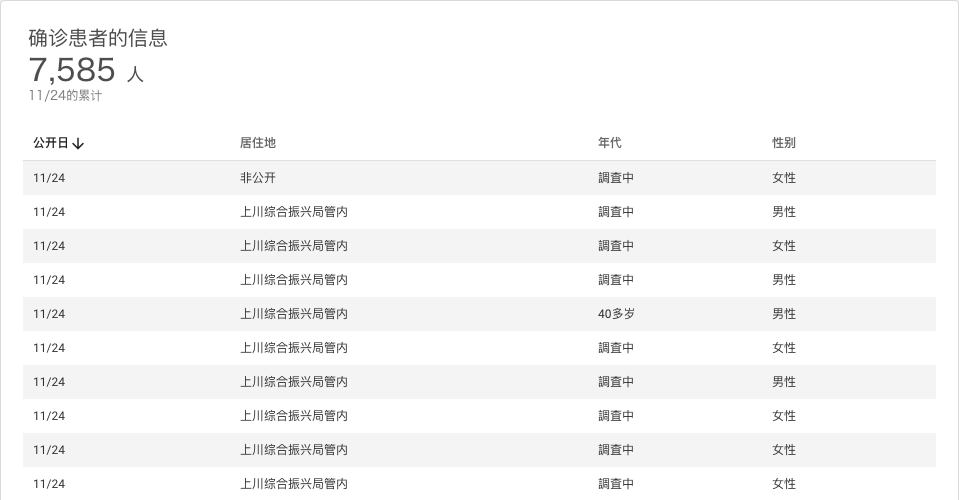 确诊患者的信息
7,585 人
11/24的累计
公开日↓ 居住地 年代 性别
11/24 非公开 調査中 女性
11/24 上川综合振兴局管内 調査中 男性
11/24 上川综合振兴局管内 調査中 女性
11/24 上川综合振兴局管内 調査中 男性
11/24 上川综合振兴局管内 40多岁 男性
11/24 上川综合振兴局管内 調査中 女性
11/24 上川综合振兴局管内 調査中 男性
11/24 上川综合振兴局管内 調査中 女性
11/24 上川综合振兴局管内 調査中 女性
11/24 上川综合振兴局管内 調査中 女性